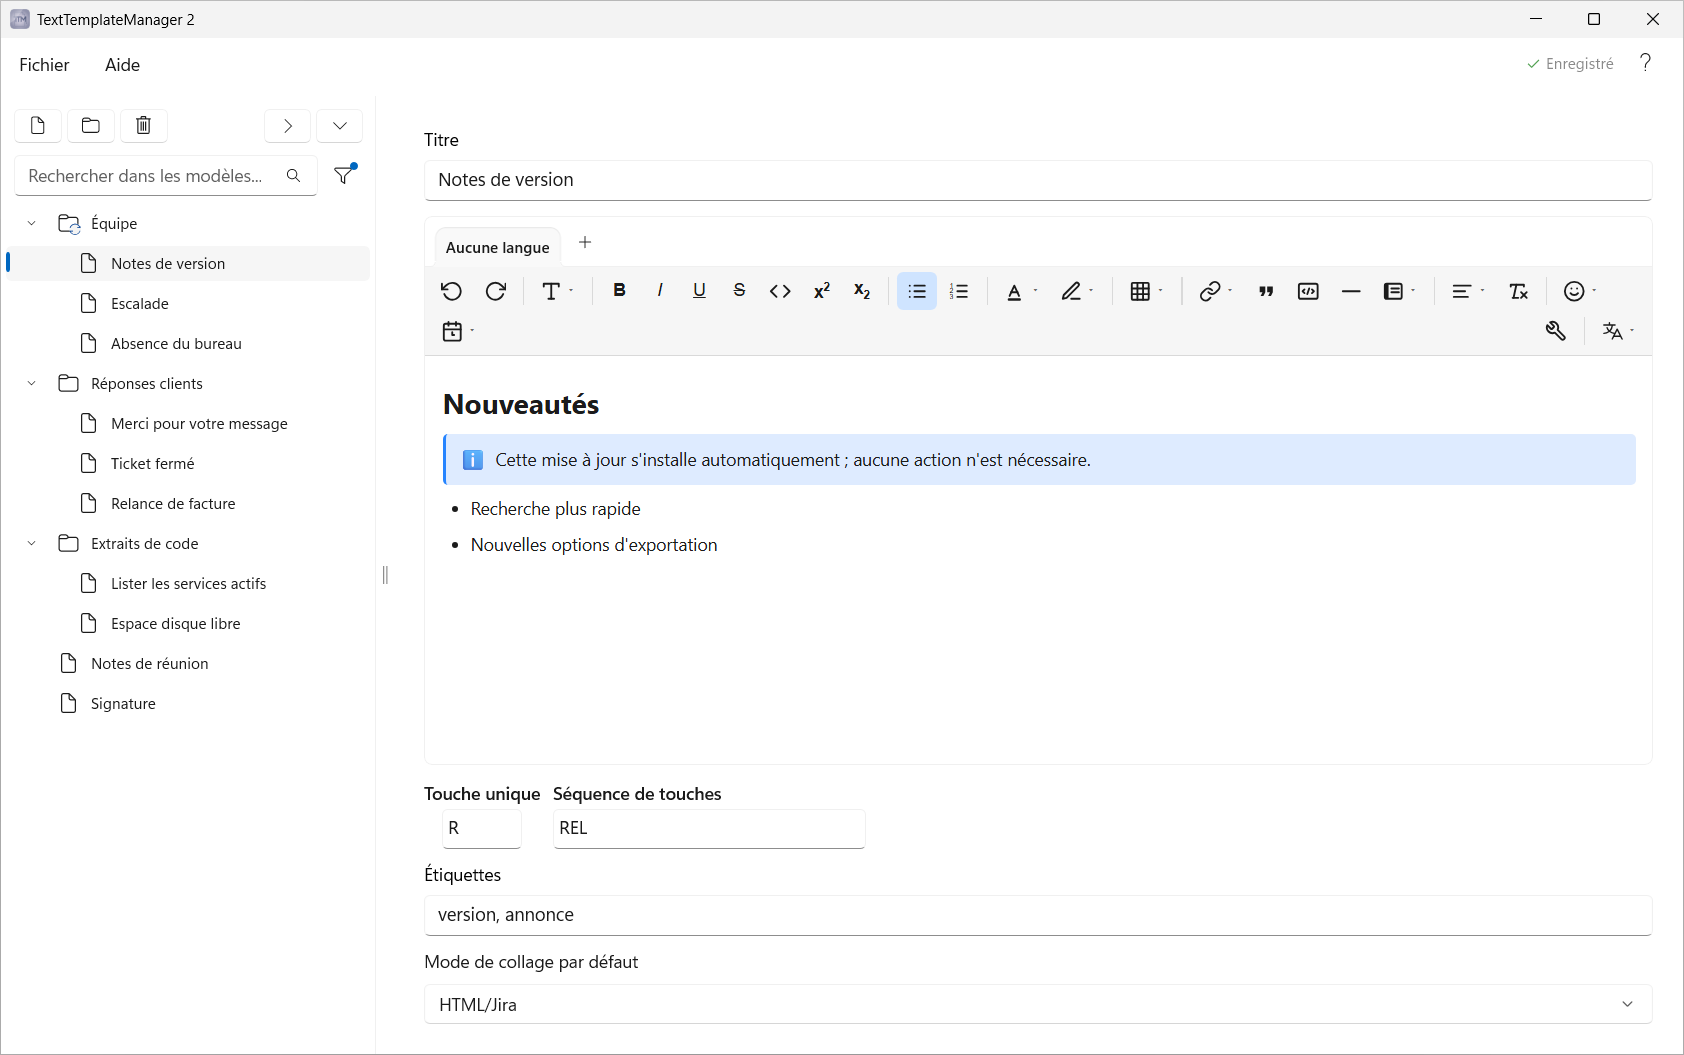 TextTemplateManager 2
Fichier Aide
Enregistré ?
Rechercher dans les modèles...
Équipe
Notes de version
Escalade
Absence du bureau
Réponses clients
Merci pour votre message
Ticket fermé
Relance de facture
Extraits de code
Lister les services actifs
Espace disque libre
Notes de réunion
Signature
Titre
Notes de version
Aucune langue
Nouveautés
Cette mise à jour s'installe automatiquement ; aucune action n'est nécessaire.
• Recherche plus rapide
• Nouvelles options d'exportation
Touche unique Séquence de touches
R REL
Étiquettes
version, annonce
Mode de collage par défaut
HTML/Jira